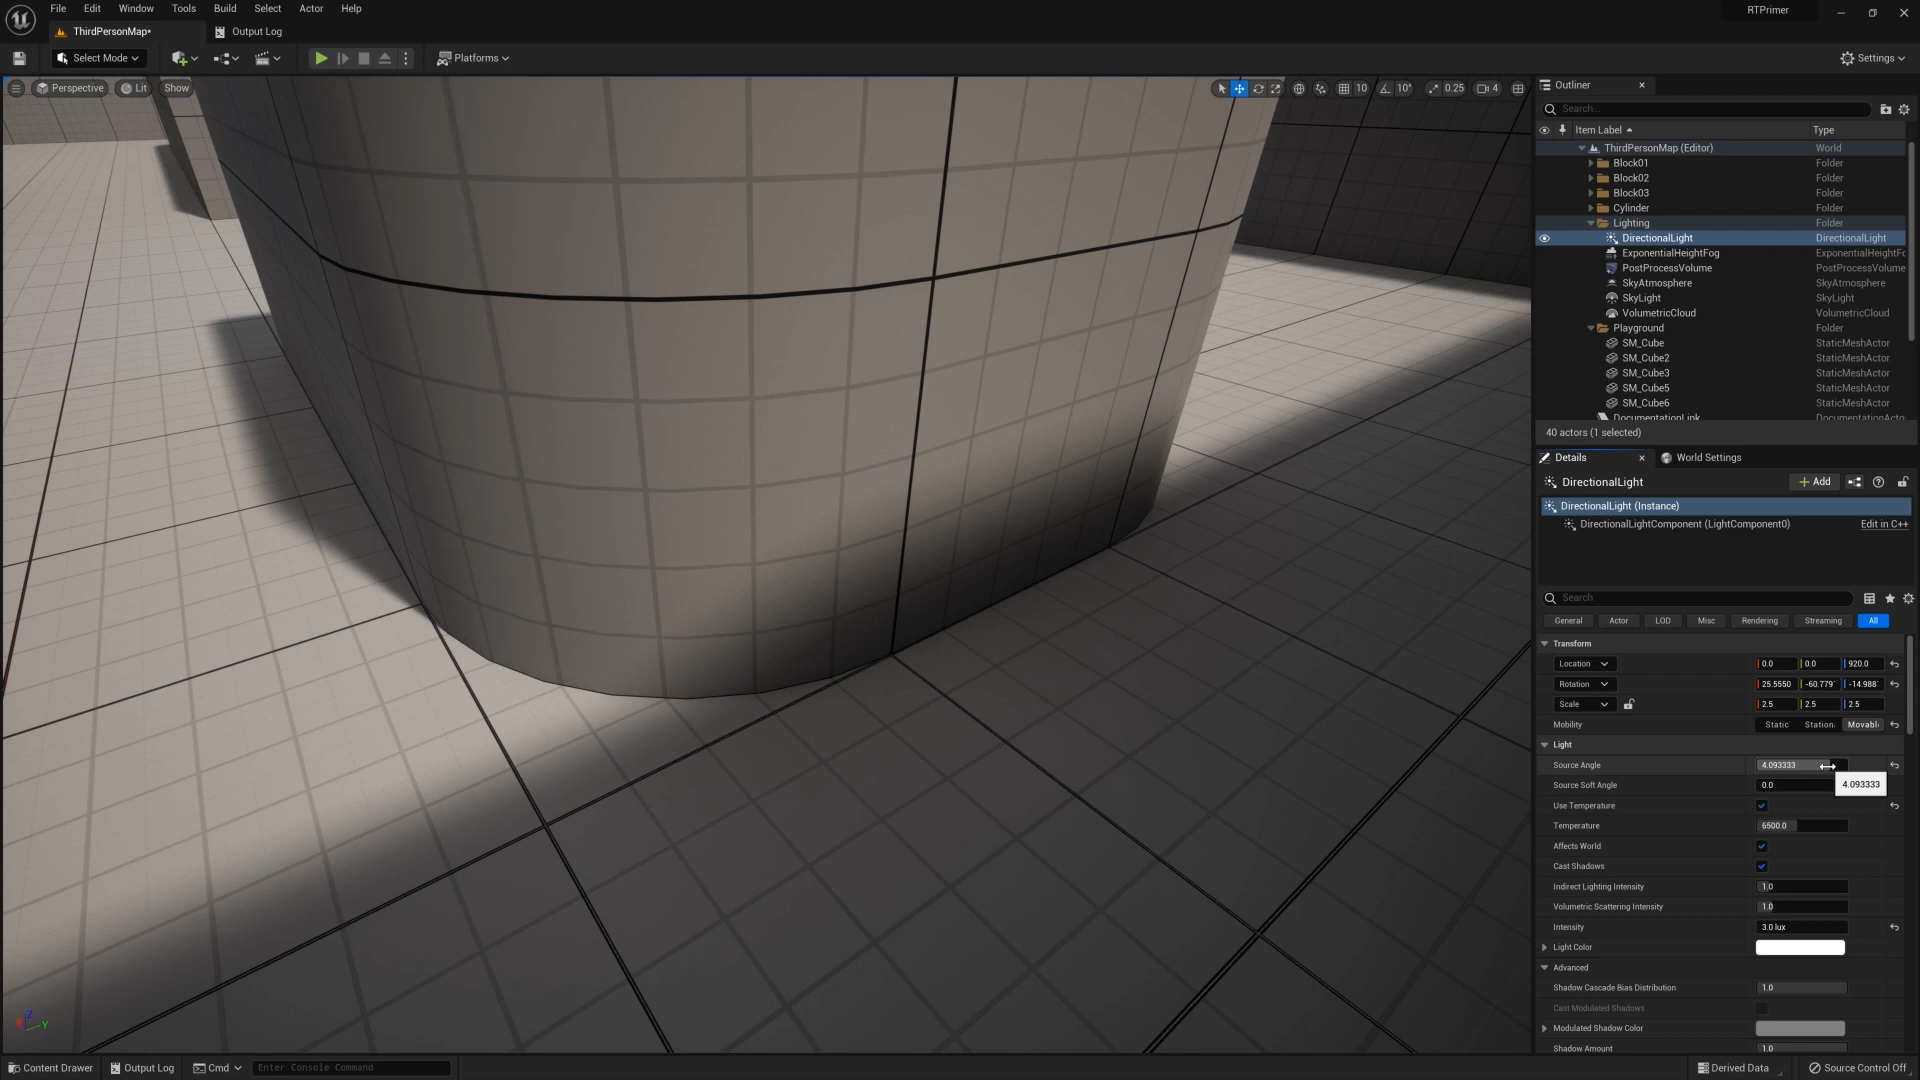 File Edit Window Tools Build Select Actor Help
RTPrimer
ThirdPersonMap*
Output Log
Select Mode
Platforms
Settings
Perspective
Lit
Show
10
10°
0.25
4
Outliner
Search...
Item Label
Type
ThirdPersonMap (Editor) World
Block01 Folder
Block02 Folder
Block03 Folder
Cylinder Folder
Lighting Folder
DirectionalLight DirectionalLight
ExponentialHeightFog ExponentialHeightFo
PostProcessVolume PostProcessVolume
SkyAtmosphere SkyAtmosphere
SkyLight SkyLight
VolumetricCloud VolumetricCloud
Playground Folder
SM_Cube StaticMeshActor
SM_Cube2 StaticMeshActor
SM_Cube3 StaticMeshActor
SM_Cube5 StaticMeshActor
SM_Cube6 StaticMeshActor
DocumentationLink DocumentationActo
40 actors (1 selected)
Details
World Settings
DirectionalLight
Add
DirectionalLight (Instance)
DirectionalLightComponent (LightComponent0) Edit in C++
Search
General Actor LOD Misc Rendering Streaming All
Transform
Location 0.0 0.0 920.0
Rotation 25.5550 -60.779° -14.988°
Scale 2.5 2.5 2.5
Mobility Static Station Movabl
Light
Source Angle 4.093333
4.093333
Source Soft Angle 0.0
Use Temperature
Temperature 6500.0
Affects World
Cast Shadows
Indirect Lighting Intensity 1.0
Volumetric Scattering Intensity 1.0
Intensity 3.0 lux
Light Color
Advanced
Shadow Cascade Bias Distribution 1.0
Cast Modulated Shadows
Modulated Shadow Color
Shadow Amount 1.0
X Z Y
Content Drawer
Output Log
Cmd
Enter Console Command
Derived Data
Source Control Off